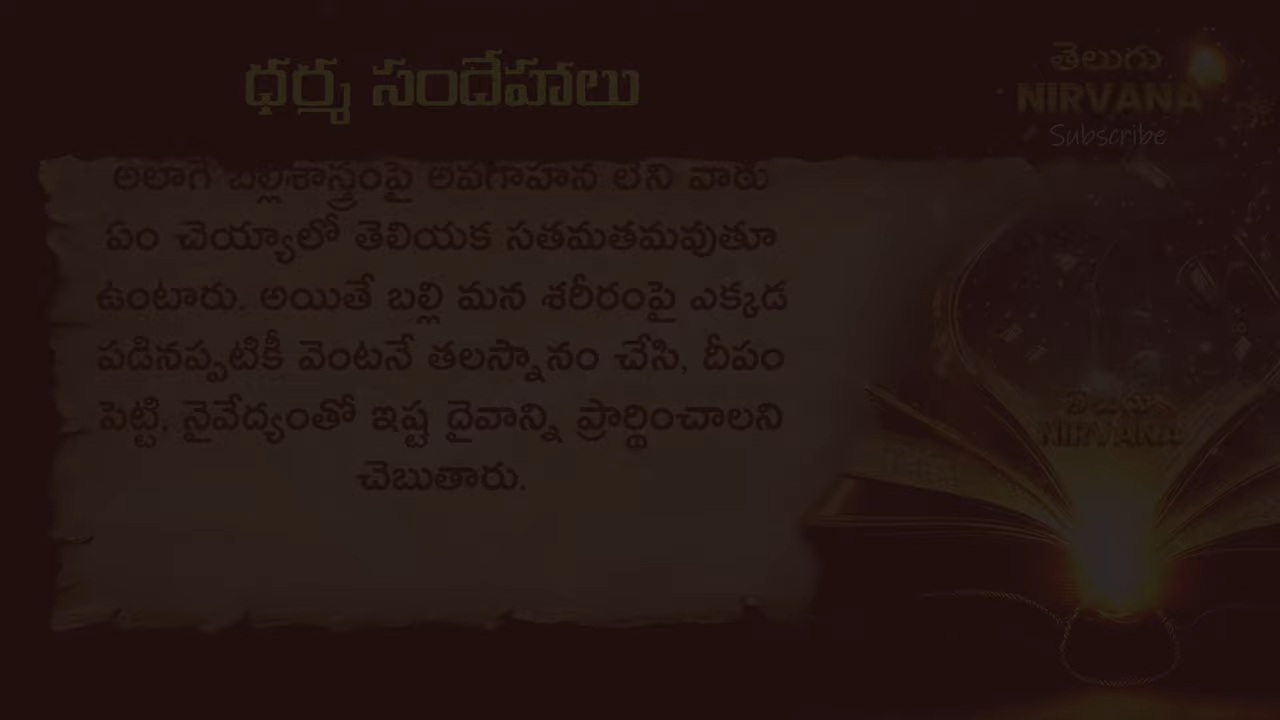 ధర్మ సందేహాలు
తెలుగు
NIRVANA
Subscribe
అలాగే బల్లిశాస్త్రంపై అవగాహన లేని వారు
ఏం చెయ్యాలో తెలియక సతమతమవుతూ
ఉంటారు. అయితే బల్లి మన శరీరంపై ఎక్కడ
పడినప్పటికీ వెంటనే తలస్నానం చేసి, దీపం
పెట్టి, నైవేద్యంతో ఇష్ట దైవాన్ని ప్రార్థించాలని
చెబుతారు.
తెలుగు
NIRVANA